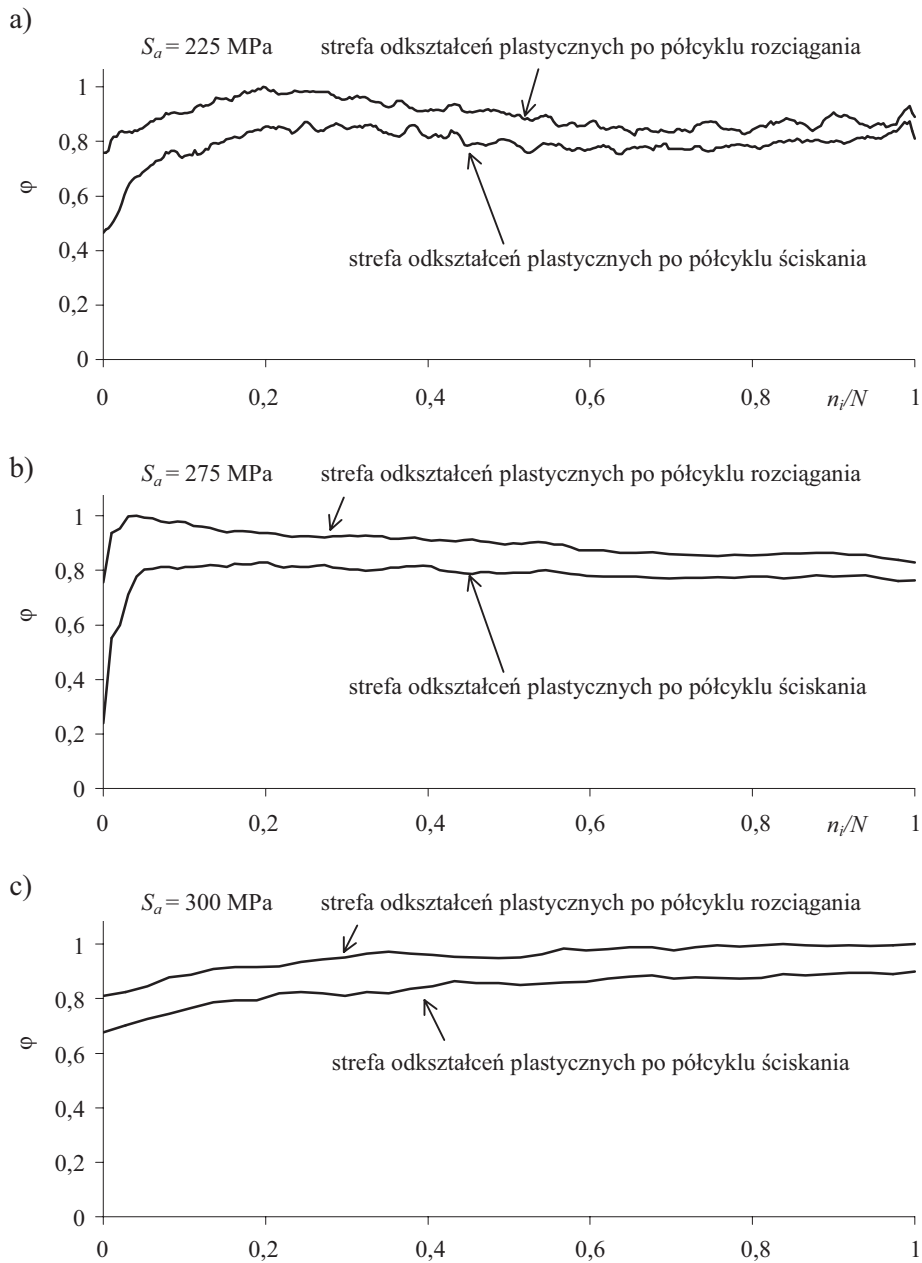 a)
S_a = 225 MPa strefa odkształceń plastycznych po półcyklu rozciągania
1
0,8
φ
0,6
0,4
strefa odkształceń plastycznych po półcyklu ściskania
0,2
0
0 0,2 0,4 0,6 0,8 n_i/N 1
b)
S_a = 275 MPa strefa odkształceń plastycznych po półcyklu rozciągania
1
0,8
φ
0,6
0,4
strefa odkształceń plastycznych po półcyklu ściskania
0,2
0
0 0,2 0,4 0,6 0,8 n_i/N 1
c)
S_a = 300 MPa strefa odkształceń plastycznych po półcyklu rozciągania
1
0,8
φ
0,6
strefa odkształceń plastycznych po półcyklu ściskania
0,4
0,2
0
0 0,2 0,4 0,6 0,8 1